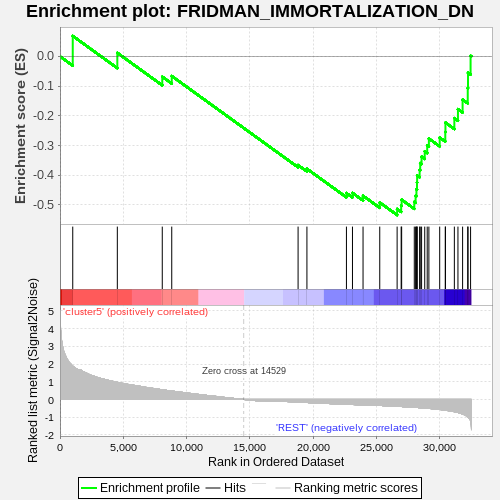 Enrichment plot: FRIDMAN_IMMORTALIZATION_DN
Enrichment score (ES)
0.0
-0.1
-0.2
-0.3
-0.4
-0.5
'cluster5' (positively correlated)
Ranked list metric (Signal2Noise)
5
4
3
2
1
0
-1
-2
Zero cross at 14529
'REST' (negatively correlated)
0
5,000
10,000
15,000
20,000
25,000
30,000
Rank in Ordered Dataset
Enrichment profile
Hits
Ranking metric scores